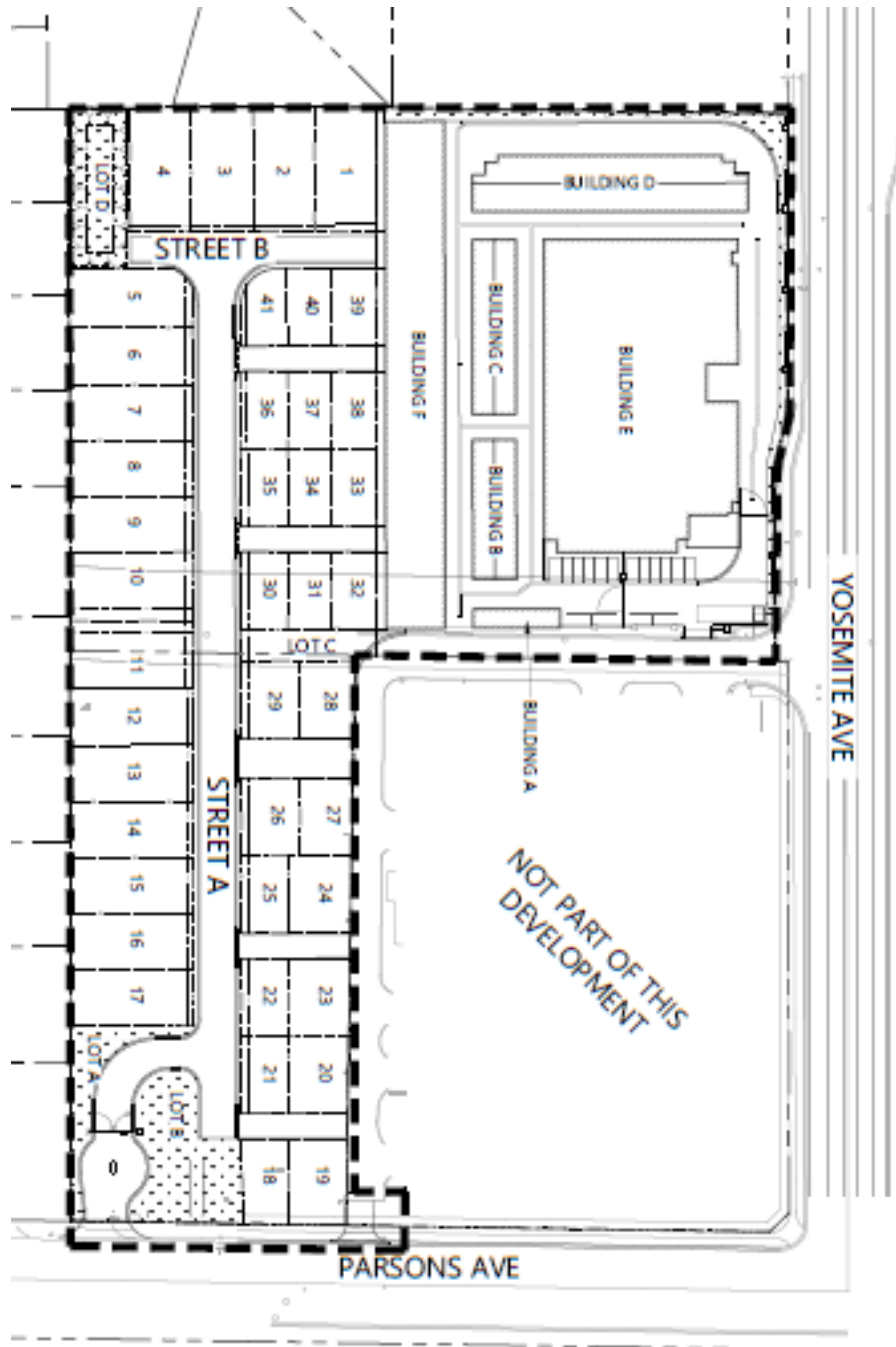 LOT D
4
3
2
1
BUILDING D
STREET B
5
6
7
8
9
10
11
12
13
14
15
16
17
41
40
39
36
37
38
35
34
33
30
31
32
BUILDING F
BUILDING C
BUILDING B
BUILDING E
LOT C
29
28
BUILDING A
YOSEMITE AVE
26
27
25
24
22
23
21
20
18
19
STREET A
NOT PART OF THIS
DEVELOPMENT
LOT A
LOT B
PARSONS AVE